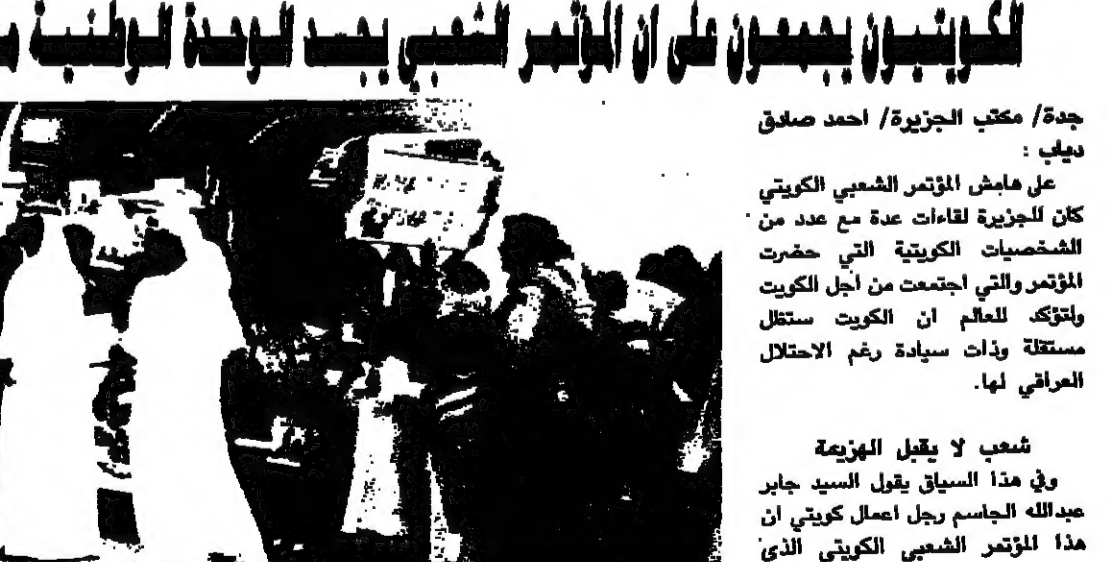 الكويتيون يجمعون على ان المؤتمر الشعبي يجسد الوحدة الوطنية
جدة/ مكتب الجزيرة/ احمد صادق
دياب :
على هامش المؤتمر الشعبي الكويتي
كان للجزيرة لقاءات عدة مع عدد من
الشخصيات الكويتية التي حضرت
المؤتمر والتي اجتمعت من أجل الكويت
ولتؤكد للعالم ان الكويت ستظل
مستقلة وذات سيادة رغم الاحتلال
العراقي لها.
شعب لا يقبل الهزيمة
وفي هذا السياق يقول السيد جابر
عبدالله الجاسم رجل اعمال كويتي ان
هذا المؤتمر الشعبي الكويتي الذي